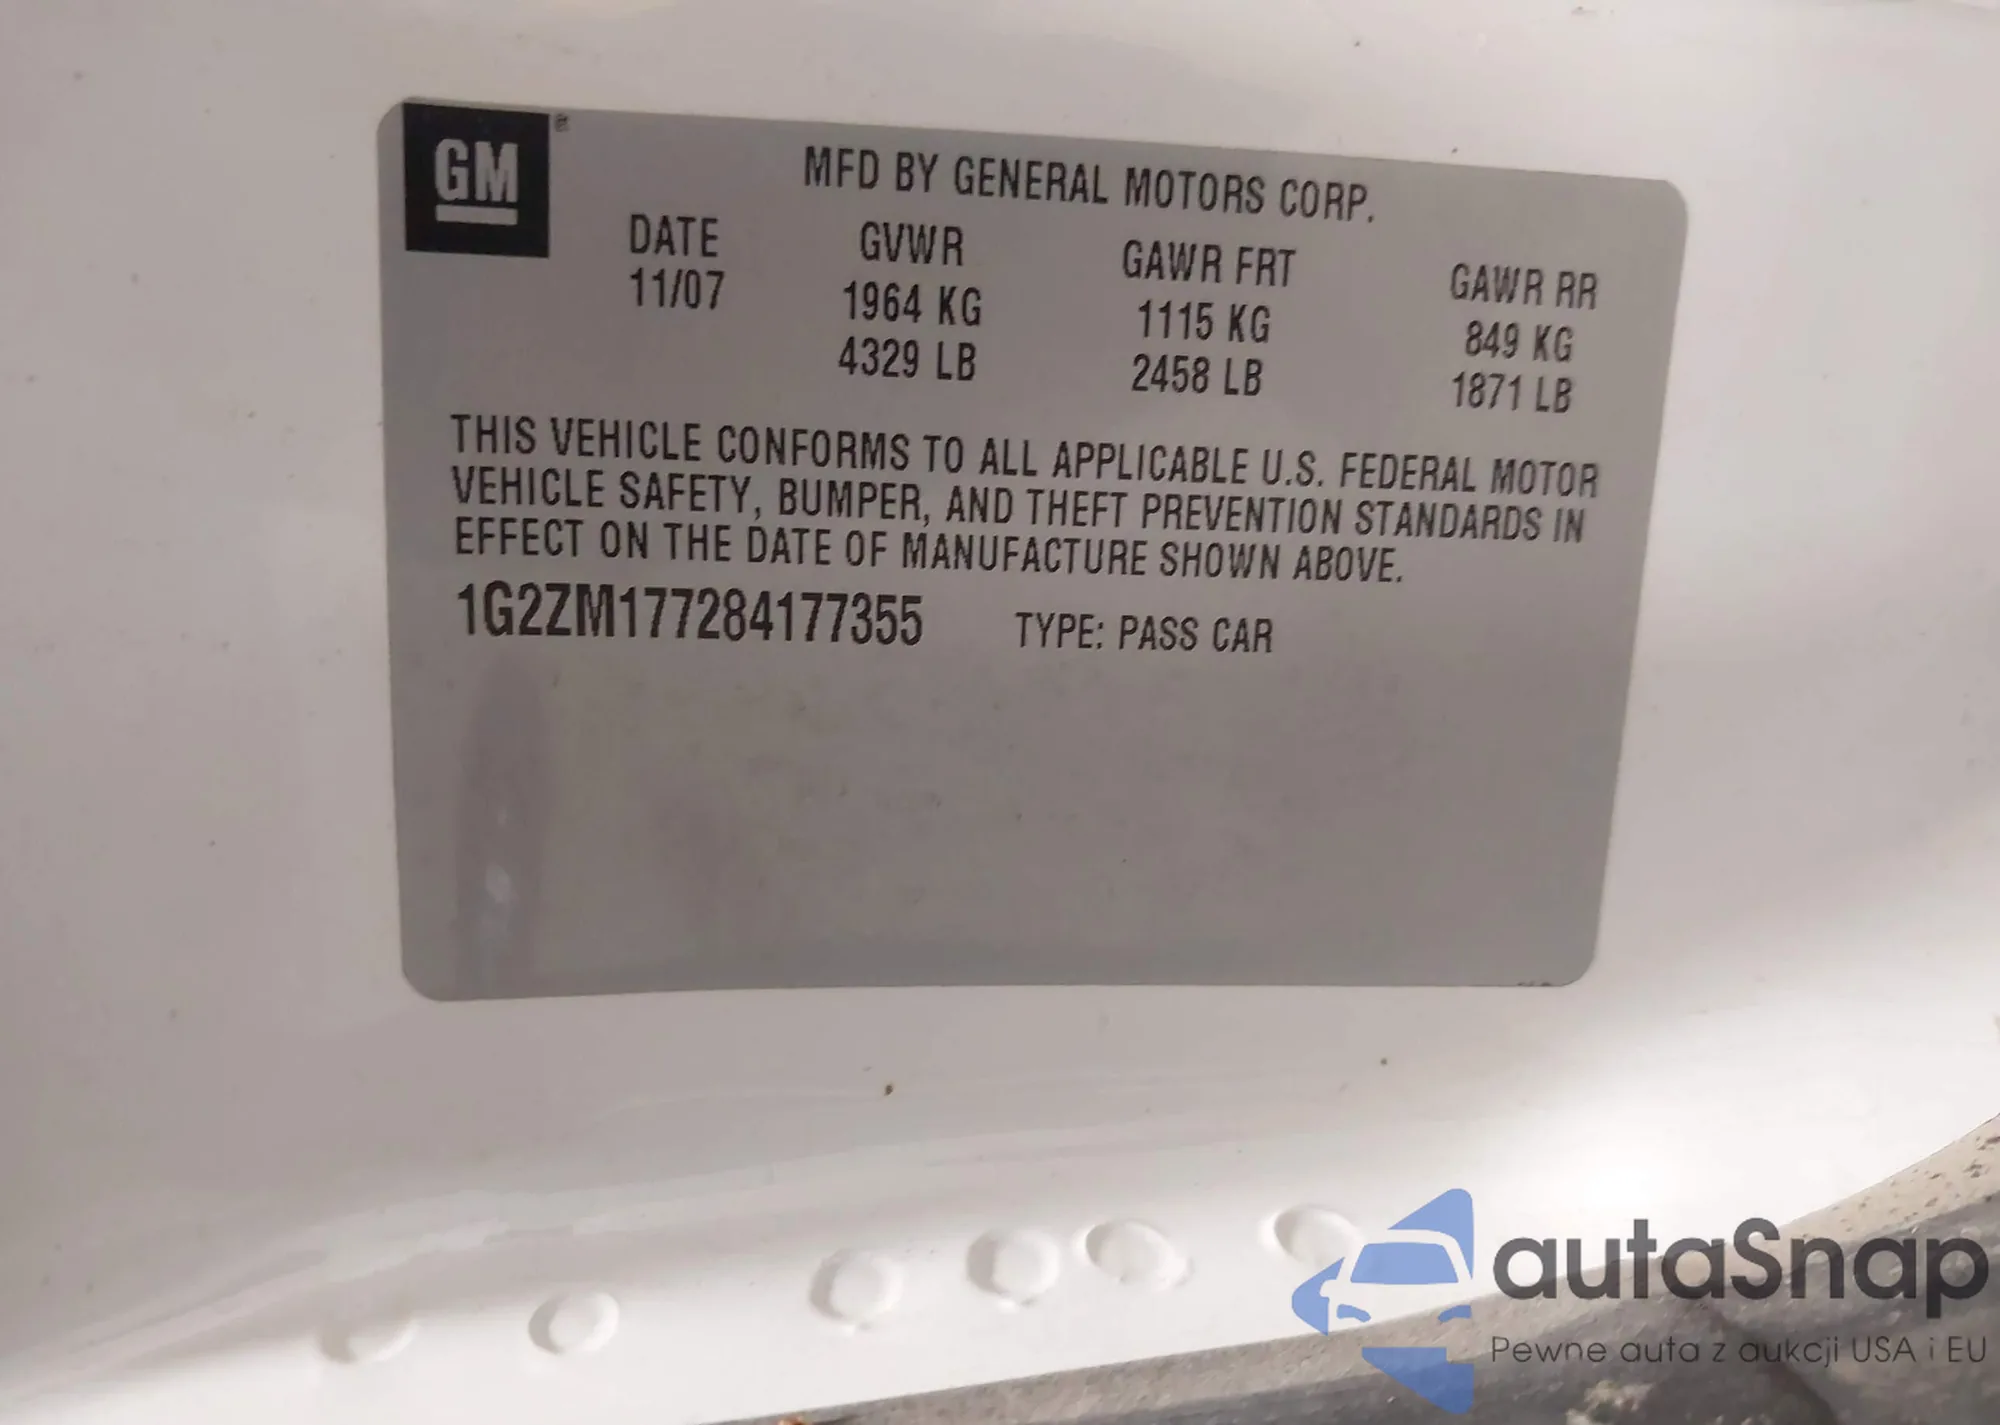 GM
MFD BY GENERAL MOTORS CORP.
DATE GVWR GAWR FRT GAWR RR
11/07 1964 KG 1115 KG 849 KG
4329 LB 2458 LB 1871 LB
THIS VEHICLE CONFORMS TO ALL APPLICABLE U.S. FEDERAL MOTOR
VEHICLE SAFETY, BUMPER, AND THEFT PREVENTION STANDARDS IN
EFFECT ON THE DATE OF MANUFACTURE SHOWN ABOVE.
1G2ZM177284177355 TYPE: PASS CAR
autaSnap
Pewne auta z aukcji USA i EU